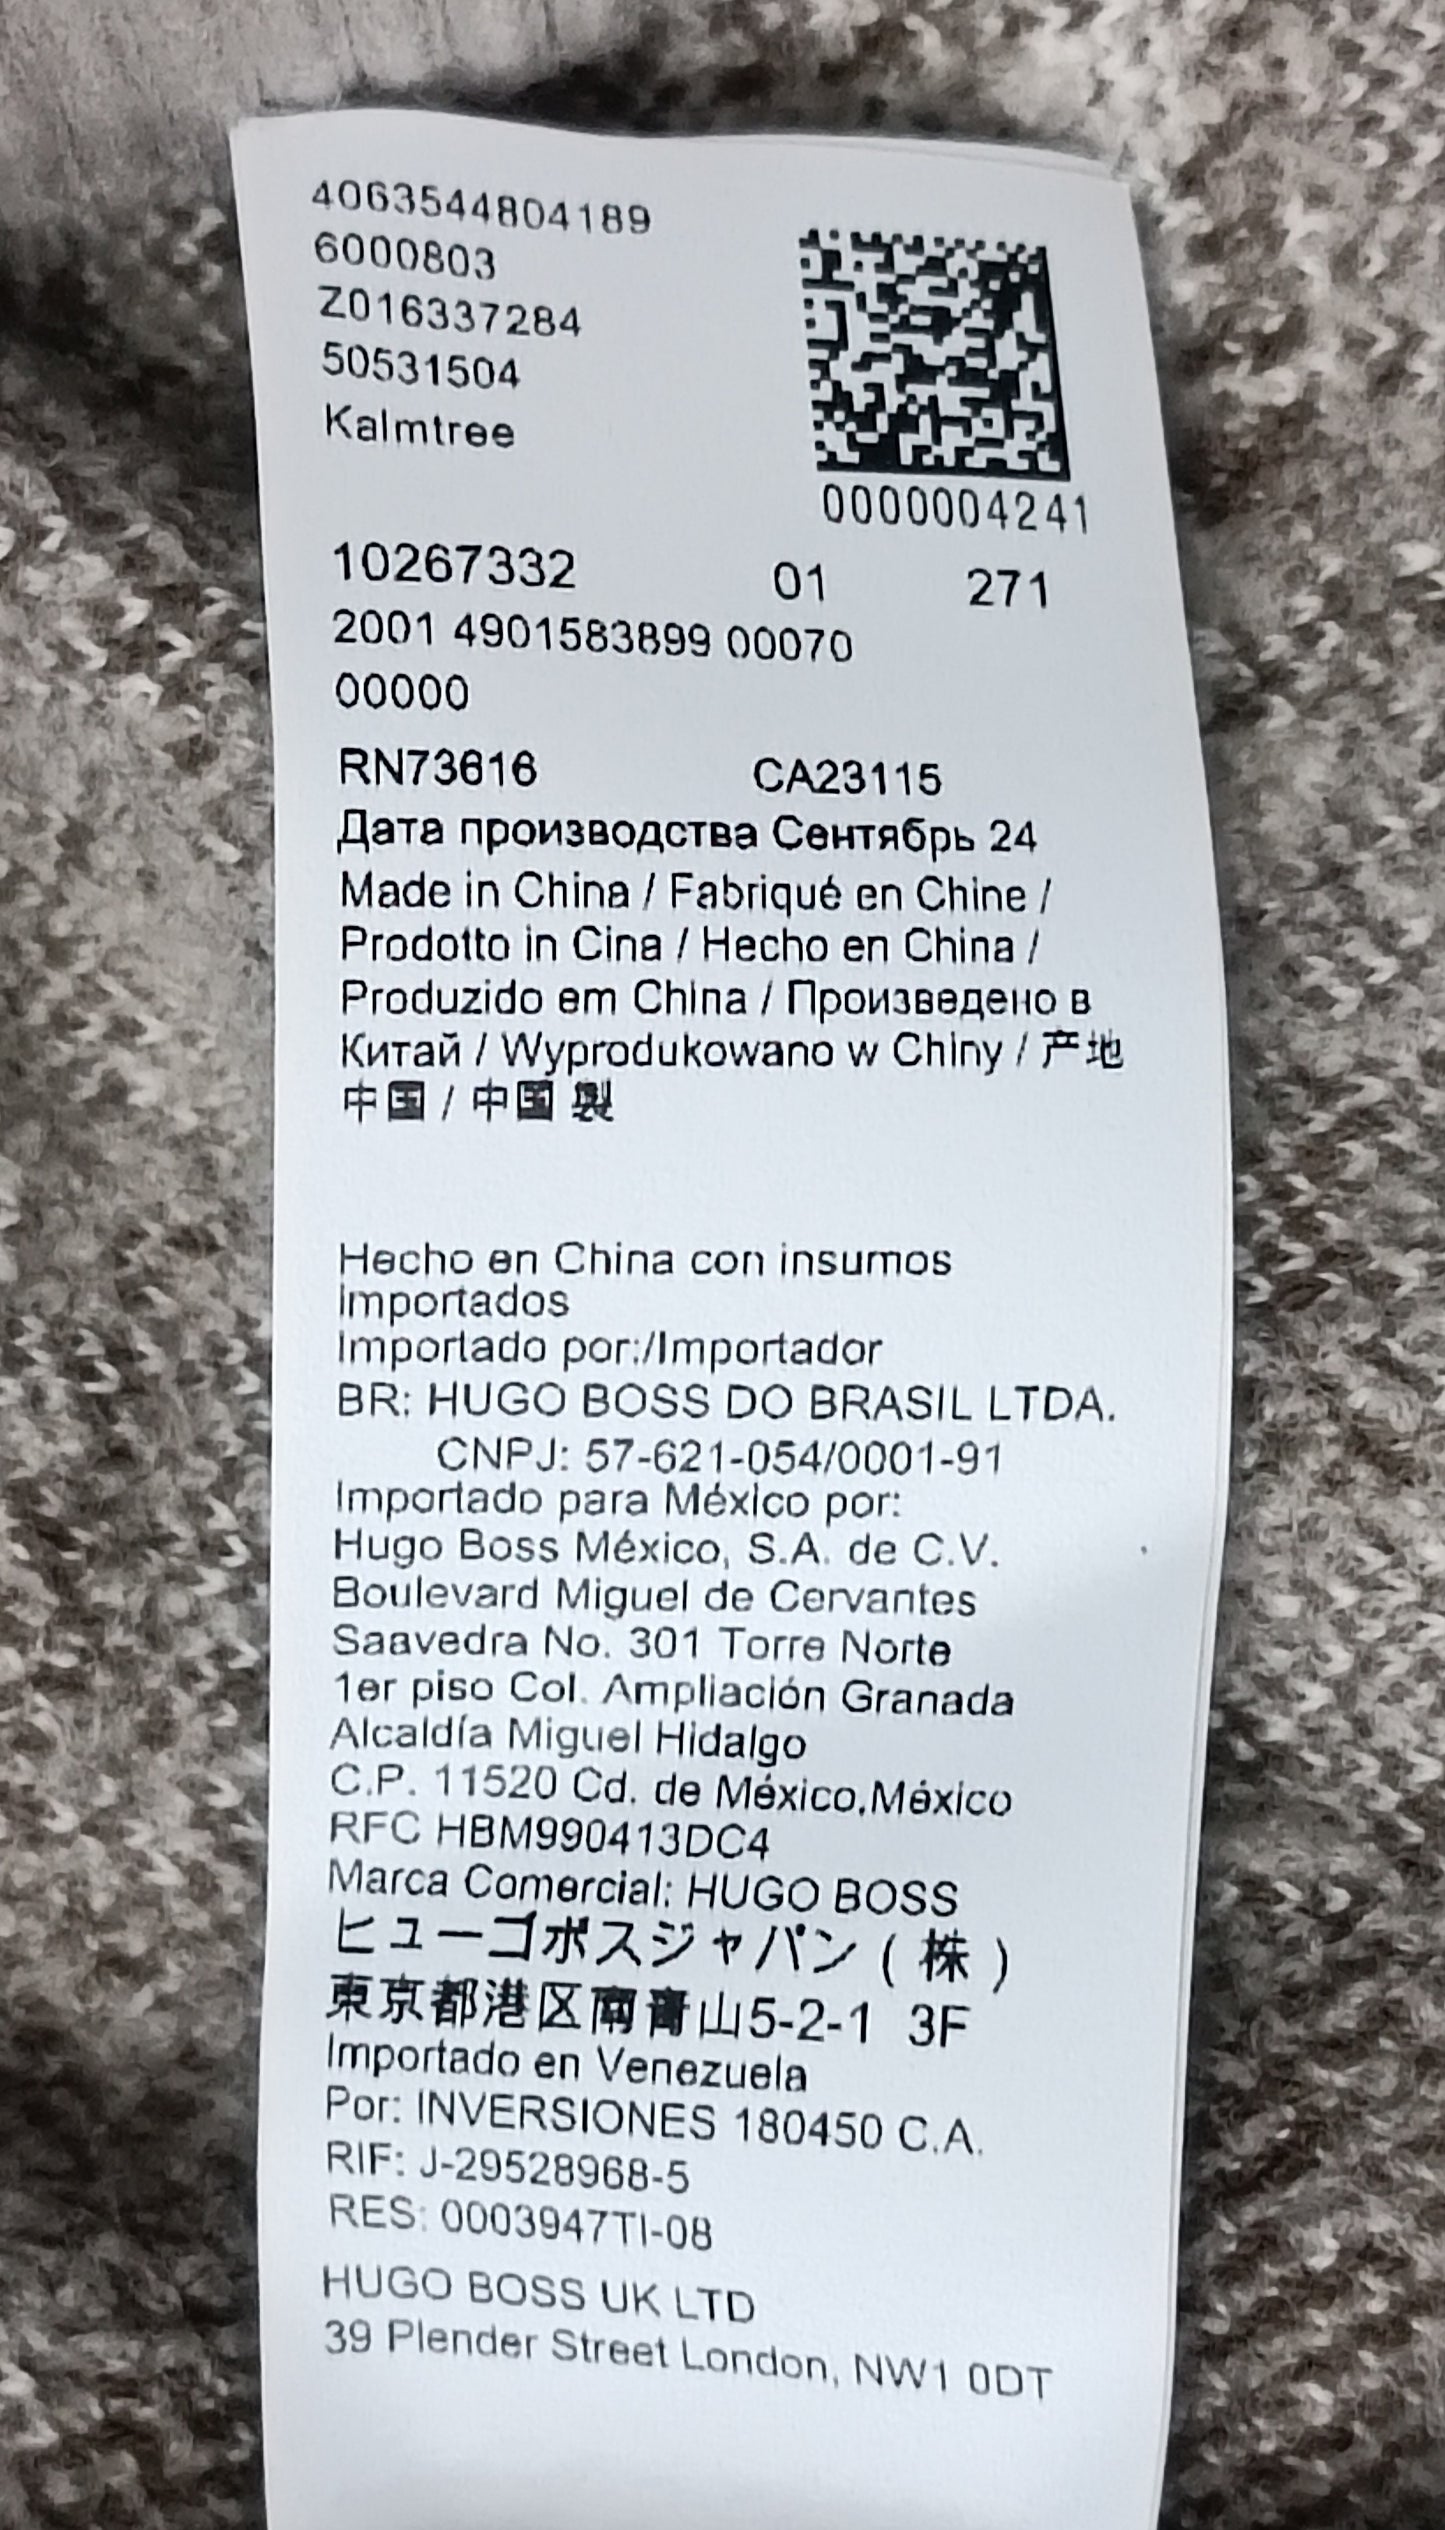 4063544804189
6000803
Z016337284
50531504
Kalmtree
0000004241
10267332 01 271
2001 4901583899 00070
00000
RN73616 CA23115
Дата производства Сентябрь 24
Made in China / Fabriqué en Chine /
Prodotto in Cina / Hecho en China /
Produzido em China / Произведено в
Китай / Wyprodukowano w Chiny / 产地
中国 / 中国 製
Hecho en China con insumos
importados
Importado por:/Importador
BR: HUGO BOSS DO BRASIL LTDA.
CNPJ: 57-621-054/0001-91
Importado para México por:
Hugo Boss México, S.A. de C.V.
Boulevard Miguel de Cervantes
Saavedra No. 301 Torre Norte
1er piso Col. Ampliación Granada
Alcaldía Miguel Hidalgo
C.P. 11520 Cd. de México,México
RFC HBM990413DC4
Marca Comercial: HUGO BOSS
ヒューゴボスジャパン ( 株 )
東京都港区南青山5-2-1 3F
Importado en Venezuela
Por: INVERSIONES 180450 C.A.
RIF: J-29528968-5
RES: 0003947TI-08
HUGO BOSS UK LTD
39 Plender Street London, NW1 0DT